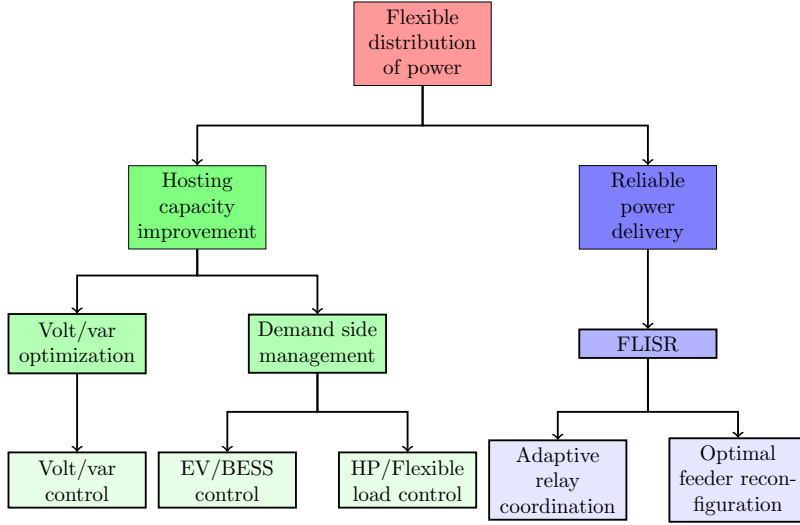 Flexible
distribution
of power
Hosting
capacity
improvement
Reliable
power
delivery
Volt/var
optimization
Demand side
management
FLISR
Volt/var
control
EV/BESS
control
HP/Flexible
load control
Adaptive
relay
coordination
Optimal
feeder recon-
figuration